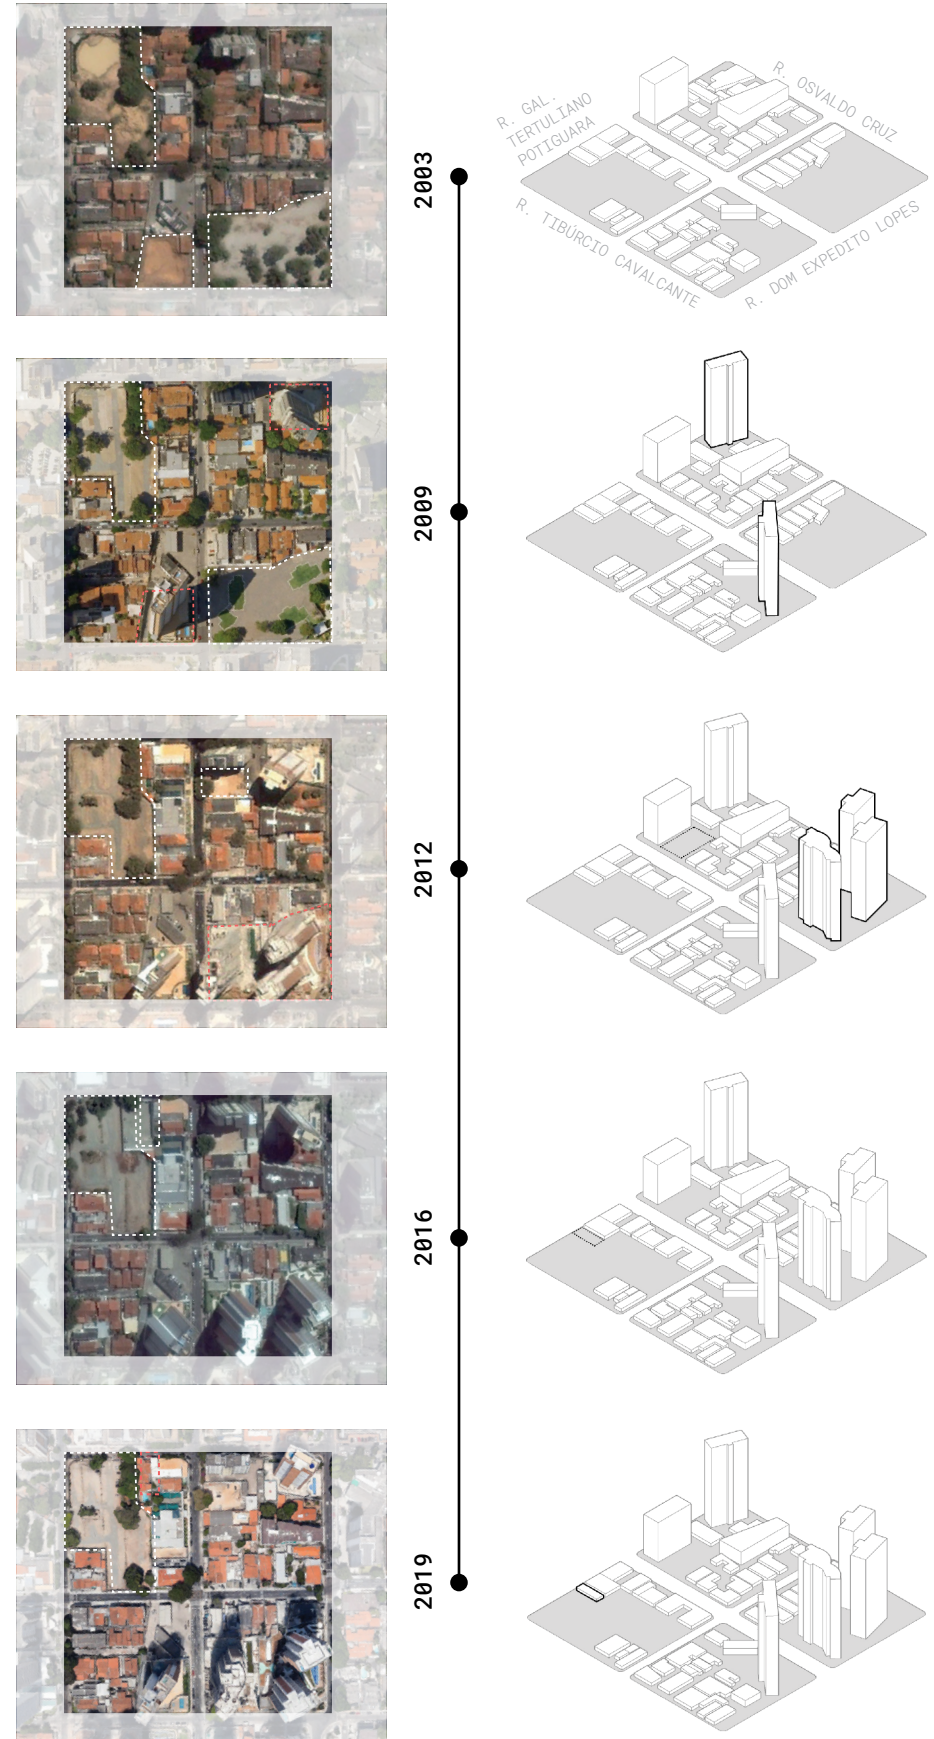 R. GAL.
TERTULIANO
POTIGUARA
R. OSVALDO CRUZ
R. TIBÚRCIO CAVALCANTE
R. DOM EXPEDITO LOPES
2003
2009
2012
2016
2019